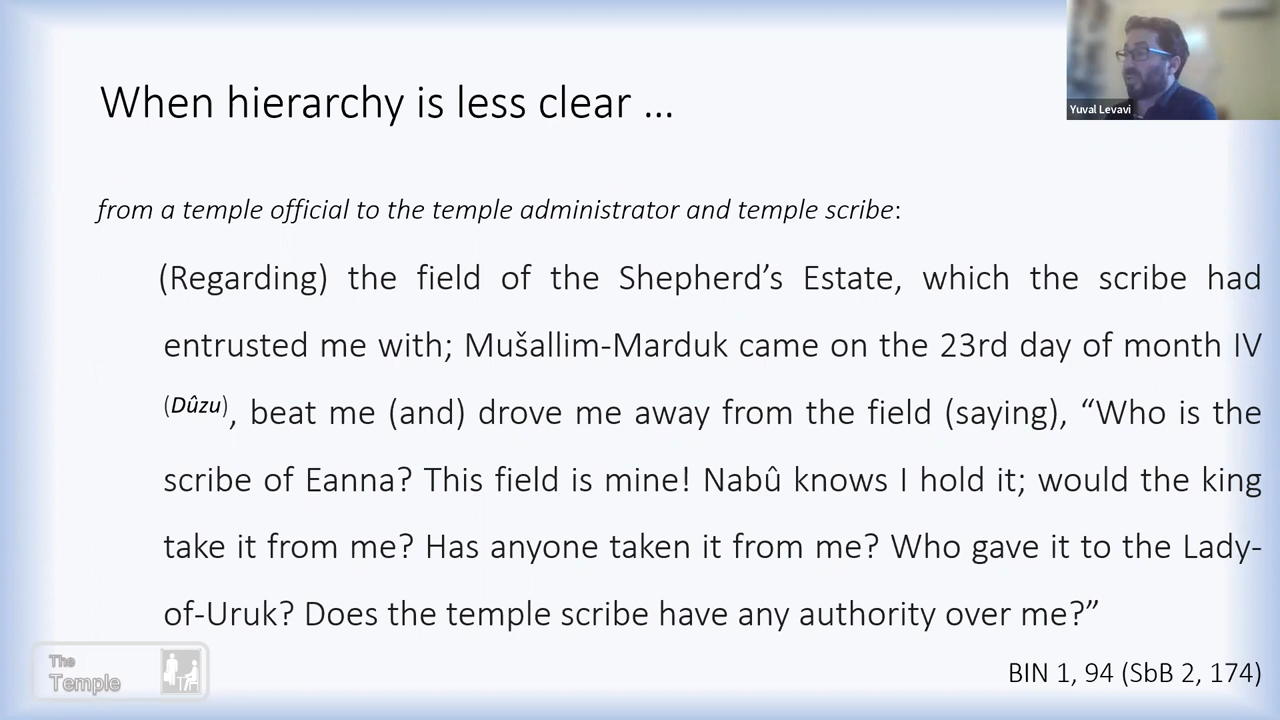 Yuval Levavi
When hierarchy is less clear ...
from a temple official to the temple administrator and temple scribe:
(Regarding) the field of the Shepherd’s Estate, which the scribe had
entrusted me with; Mušallim-Marduk came on the 23rd day of month IV
(Dûzu), beat me (and) drove me away from the field (saying), “Who is the
scribe of Eanna? This field is mine! Nabû knows I hold it; would the king
take it from me? Has anyone taken it from me? Who gave it to the Lady-
of-Uruk? Does the temple scribe have any authority over me?”
The
Temple
BIN 1, 94 (SbB 2, 174)